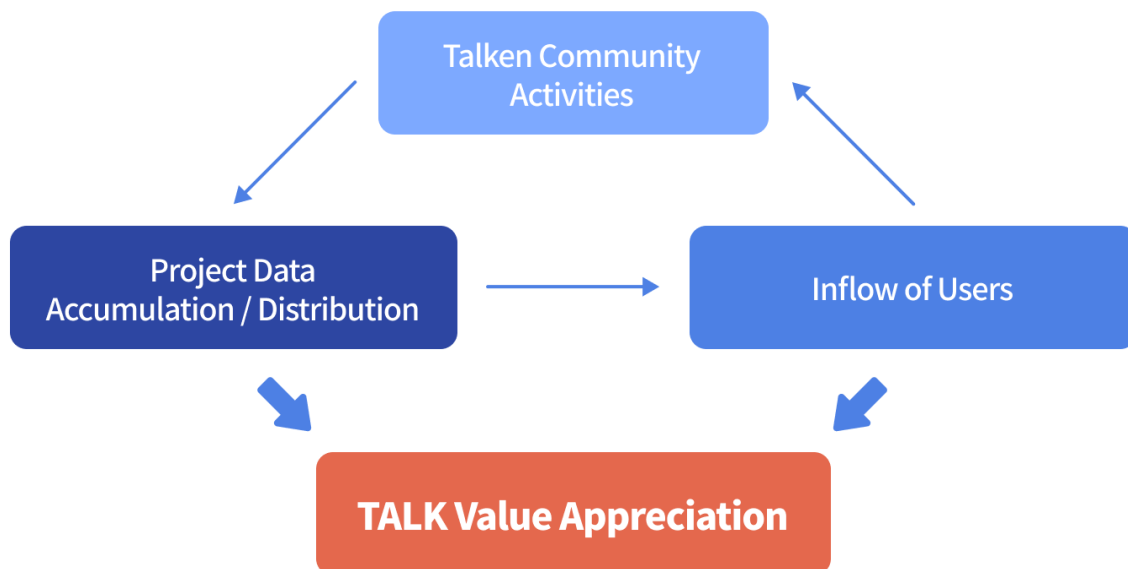 Talken Community
Activities
Project Data
Accumulation / Distribution
Inflow of Users
TALK Value Appreciation